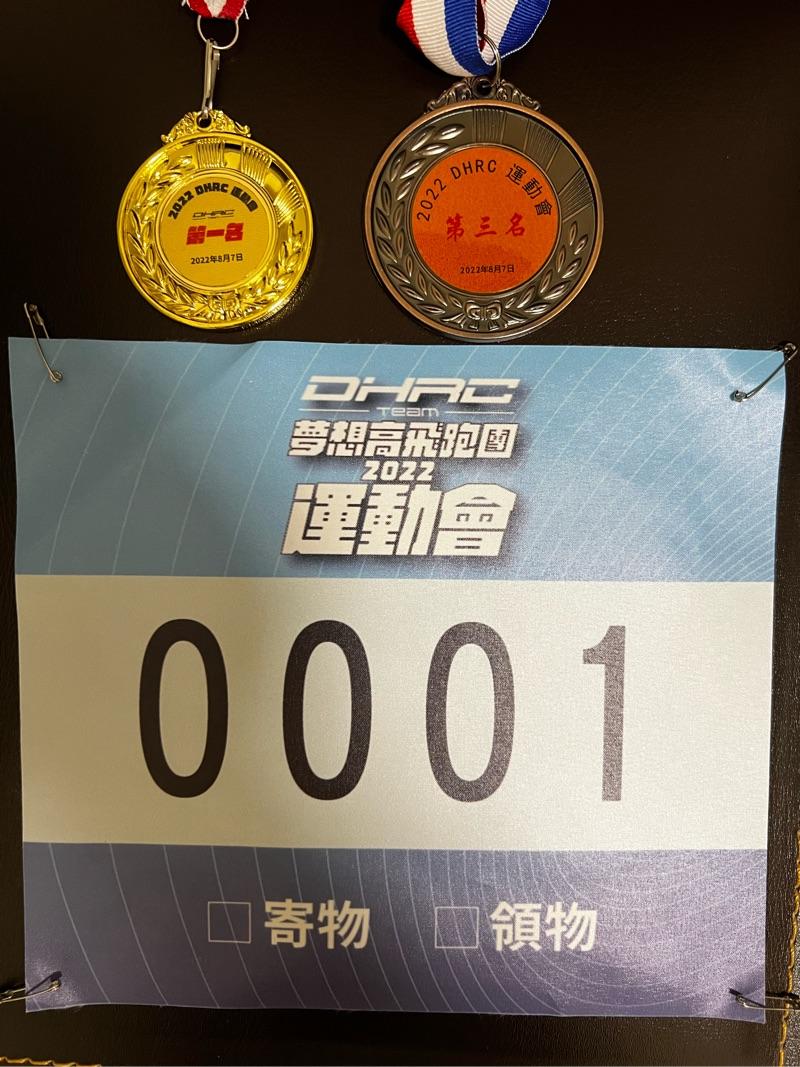 2022 DHRC 運動會
DHRC
第一名
2022年8月7日
2022 DHRC 運動會
第三名
2022年8月7日
DHRC
Team
夢想高飛跑團
2022
運動會
0001
寄物
領物